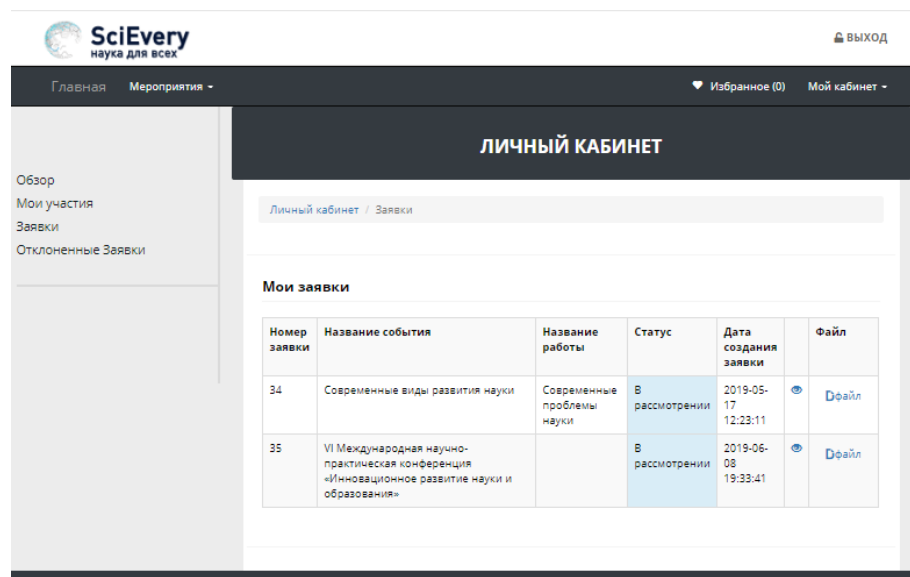 SciEvery
наука для всех
ВЫХОД
Главная Мероприятия
Избранное (0) Мой кабинет
ЛИЧНЫЙ КАБИНЕТ
Обзор
Мои участия
Заявки
Отклоненные Заявки
Личный кабинет / Заявки
Мои заявки
Номер заявки Название события Название работы Статус Дата создания заявки Файл
34 Современные виды развития науки Современные проблемы науки В рассмотрении 2019-05-17 12:23:11 Файл
35 VI Международная научно-практическая конференция «Инновационное развитие науки и образования» В рассмотрении 2019-06-08 19:33:41 Файл